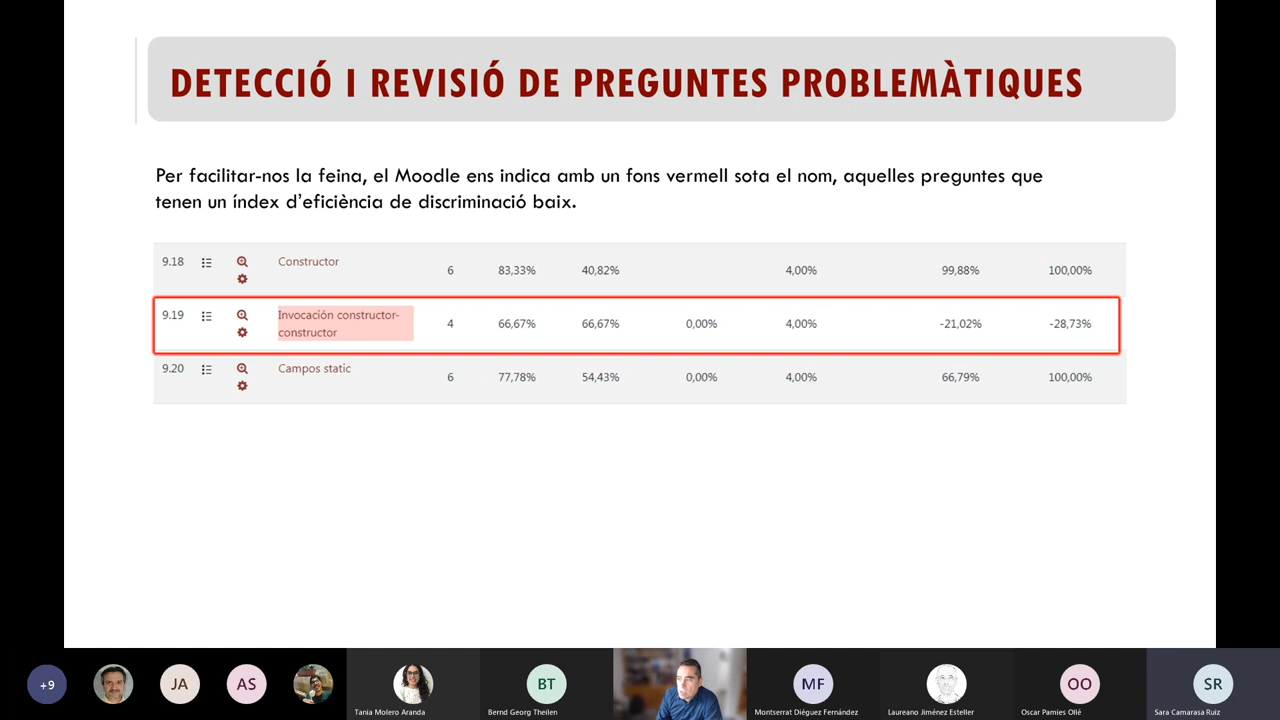 DETECCIÓ I REVISIÓ DE PREGUNTES PROBLEMÀTIQUES
Per facilitar-nos la feina, el Moodle ens indica amb un fons vermell sota el nom, aquelles preguntes que
tenen un índex d’eficiència de discriminació baix.
9.18 Constructor 6 83,33% 40,82% 4,00% 99,88% 100,00%
9.19 Invocación constructor-
constructor 4 66,67% 66,67% 0,00% 4,00% -21,02% -28,73%
9.20 Campos static 6 77,78% 54,43% 0,00% 4,00% 66,79% 100,00%
+9 JA AS BT MF OO SR
Tania Molero Aranda Bernd Georg Theilen Montserrat Diéguez Fernández Laureano Jiménez Esteller Oscar Pamies Ollé Sara Camarasa Ruiz